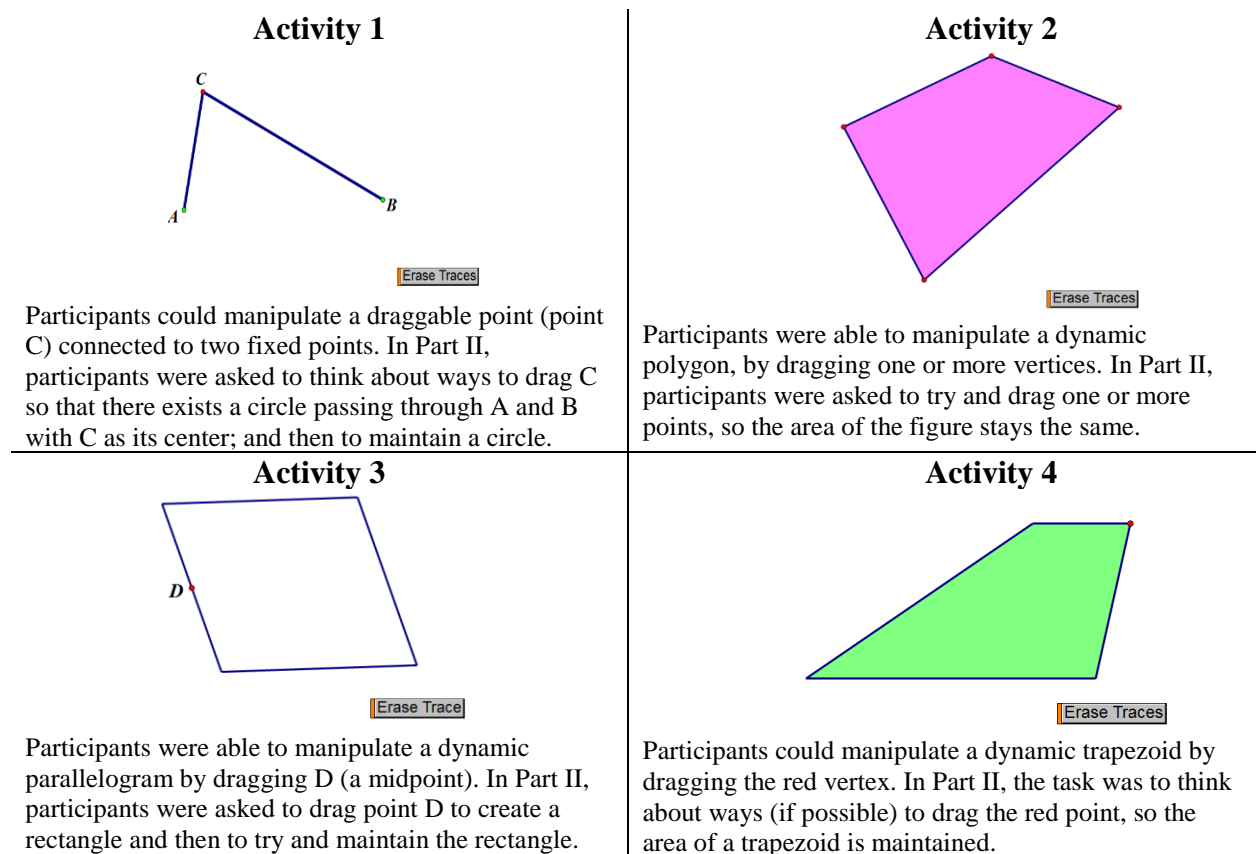 Activity 1
C
A
B
Erase Traces
Participants could manipulate a draggable point (point
C) connected to two fixed points. In Part II,
participants were asked to think about ways to drag C
so that there exists a circle passing through A and B
with C as its center; and then to maintain a circle.
Activity 2
Erase Traces
Participants were able to manipulate a dynamic
polygon, by dragging one or more vertices. In Part II,
participants were asked to try and drag one or more
points, so the area of the figure stays the same.
Activity 3
D
Erase Trace
Participants were able to manipulate a dynamic
parallelogram by dragging D (a midpoint). In Part II,
participants were asked to drag point D to create a
rectangle and then to try and maintain the rectangle.
Activity 4
Erase Traces
Participants could manipulate a dynamic trapezoid by
dragging the red vertex. In Part II, the task was to think
about ways (if possible) to drag the red point, so the
area of a trapezoid is maintained.